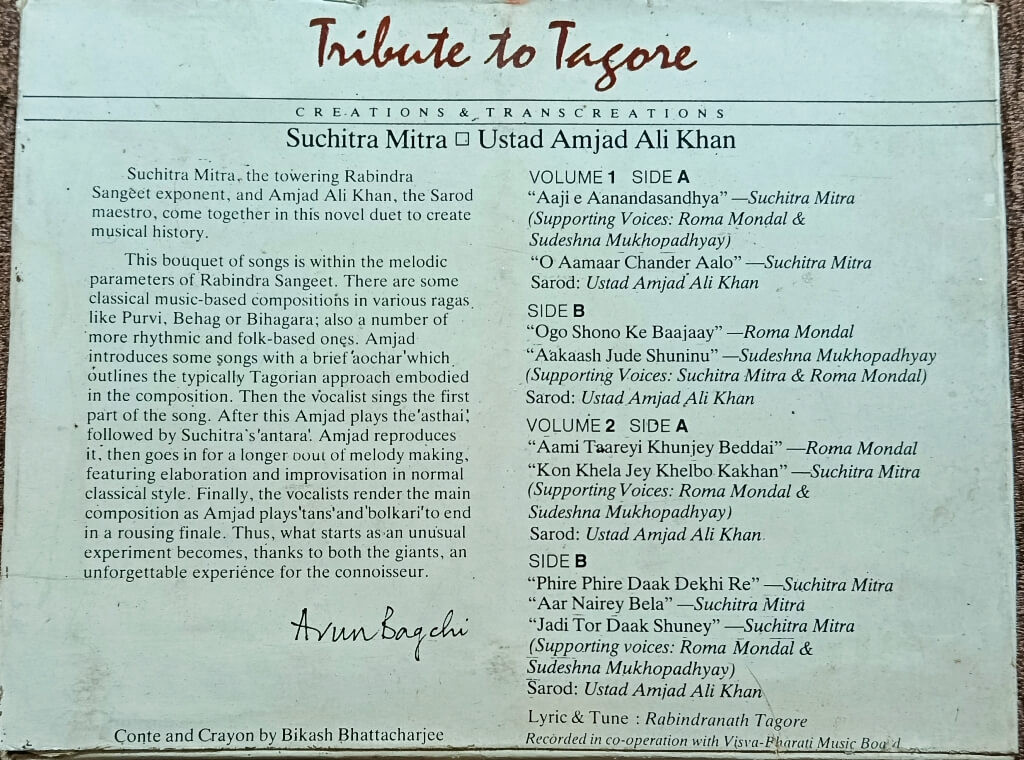 Tribute to Tagore
CREATIONS & TRANSCREATIONS
Suchitra Mitra □ Ustad Amjad Ali Khan
Suchitra Mitra, the towering Rabindra
Sangeet exponent, and Amjad Ali Khan, the Sarod
maestro, come together in this novel duet to create
musical history.
This bouquet of songs is within the melodic
parameters of Rabindra Sangeet. There are some
classical music-based compositions in various ragas
like Purvi, Behag or Bihagara; also a number of
more rhythmic and folk-based ones. Amjad
introduces some songs with a brief 'aochar' which
outlines the typically Tagorian approach embodied
in the composition. Then the vocalist sings the first
part of the song. After this Amjad plays the 'asthai',
followed by Suchitra's 'antara'. Amjad reproduces
it, then goes in for a longer bout of melody making,
featuring elaboration and improvisation in normal
classical style. Finally, the vocalists render the main
composition as Amjad plays 'tans' and 'bolkari' to end
in a rousing finale. Thus, what starts as an unusual
experiment becomes, thanks to both the giants, an
unforgettable experience for the connoisseur.
Arun Bagchi
Conte and Crayon by Bikash Bhattacharjee
VOLUME 1 SIDE A
"Aaji e Aanandasandhya" —Suchitra Mitra
(Supporting Voices: Roma Mondal &
Sudeshna Mukhopadhyay)
"O Aamaar Chander Aalo" —Suchitra Mitra
Sarod: Ustad Amjad Ali Khan
SIDE B
"Ogo Shono Ke Baajaay" —Roma Mondal
"Aakaash Jude Shuninu" —Sudeshna Mukhopadhyay
(Supporting Voices: Suchitra Mitra & Roma Mondal)
Sarod: Ustad Amjad Ali Khan
VOLUME 2 SIDE A
"Aami Taareyi Khunjey Beddai" —Roma Mondal
"Kon Khela Jey Khelbo Kakhan" —Suchitra Mitra
(Supporting Voices: Roma Mondal &
Sudeshna Mukhopadhyay)
Sarod: Ustad Amjad Ali Khan
SIDE B
"Phire Phire Daak Dekhi Re" —Suchitra Mitra
"Aar Nairey Bela" —Suchitra Mitra
"Jadi Tor Daak Shuney" —Suchitra Mitra
(Supporting voices: Roma Mondal &
Sudeshna Mukhopadhyay)
Sarod: Ustad Amjad Ali Khan
Lyric & Tune : Rabindranath Tagore
Recorded in co-operation with Visva-Bharati Music Board